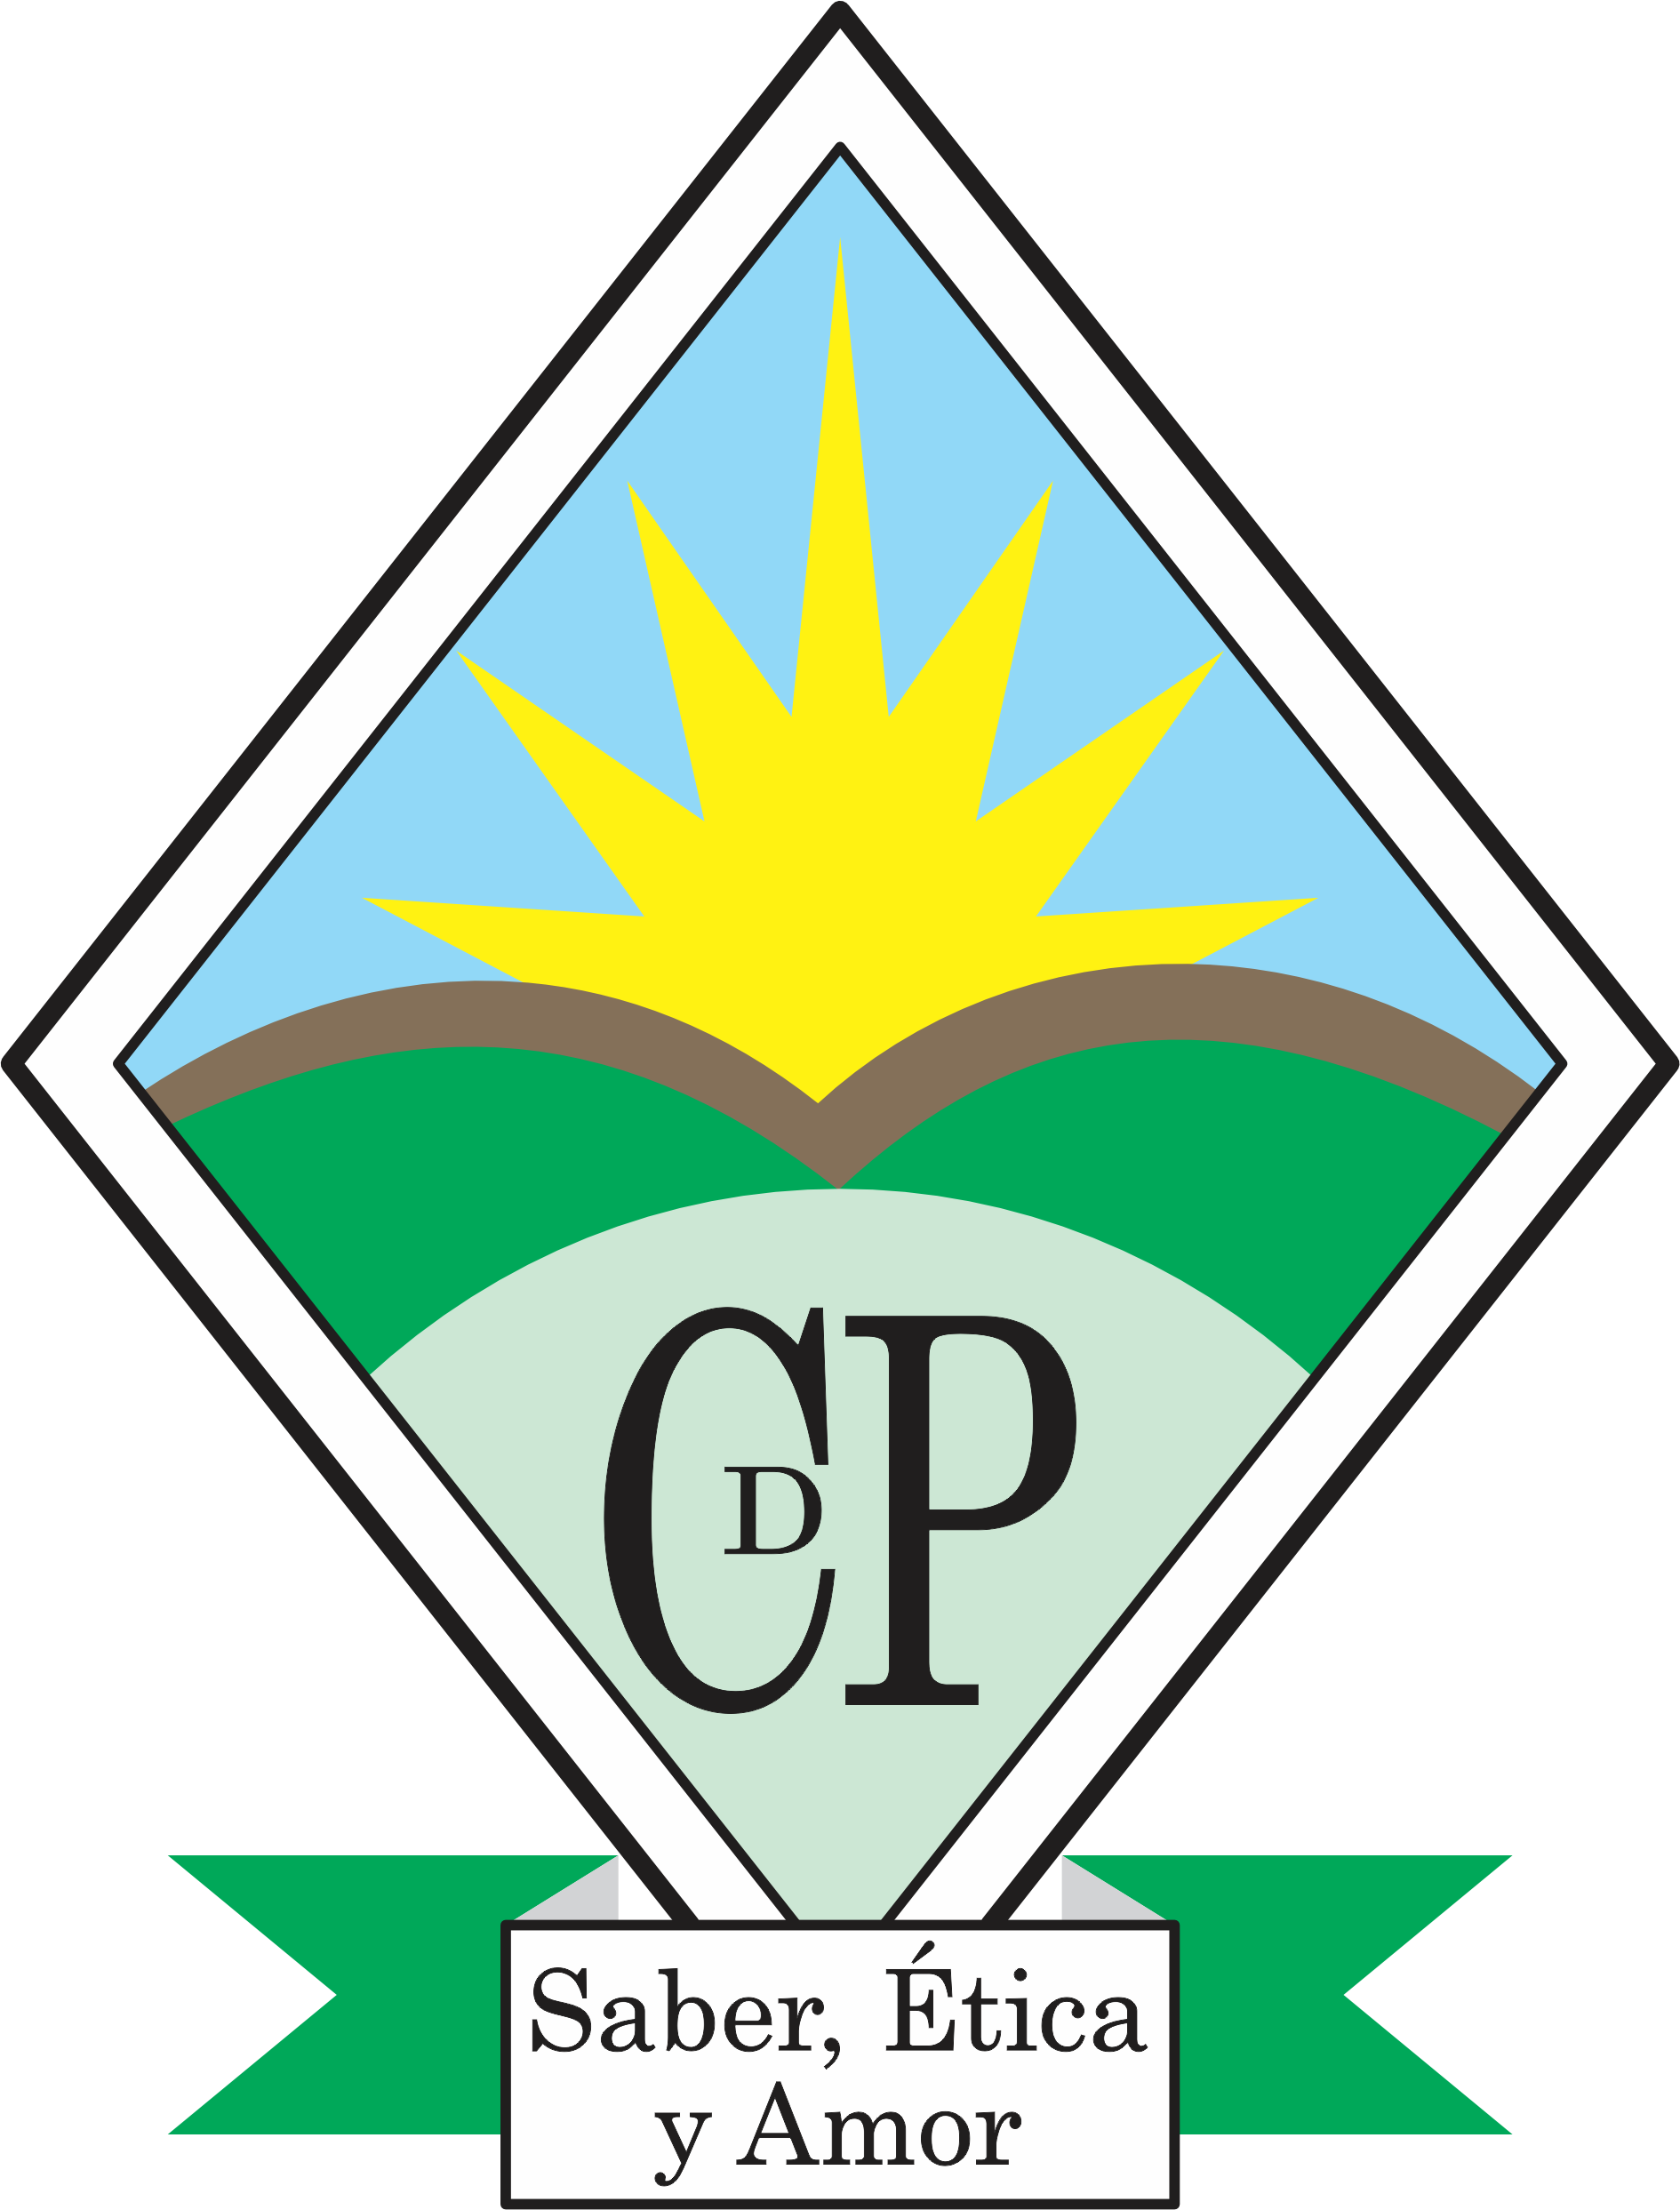 CDP
Saber, Ética
y Amor